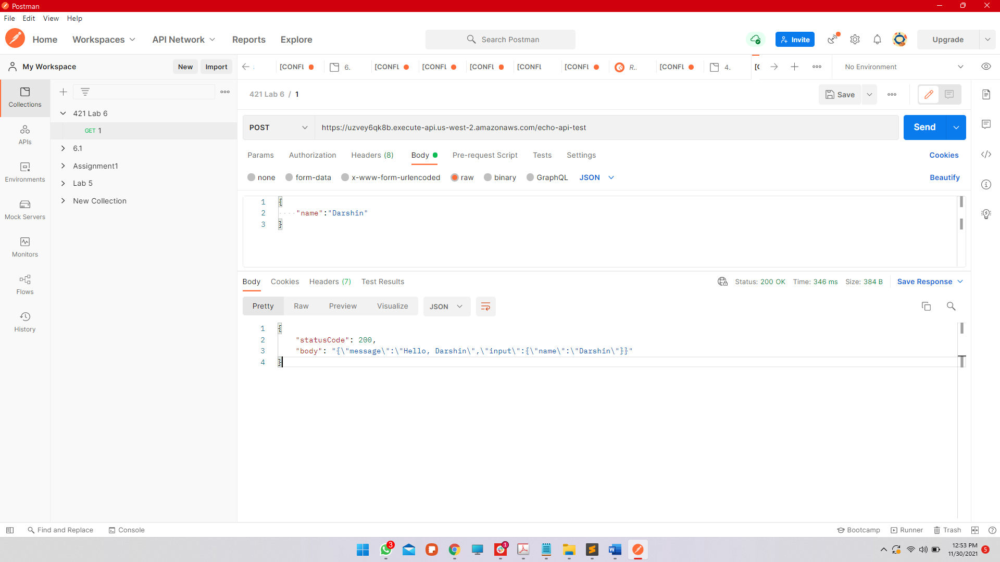 Postman
File Edit View Help
Home Workspaces API Network Reports Explore Search Postman Invite Upgrade
My Workspace New Import [CONFL 6.. [CONFL [CONFL [CONFL [CONFL [CONFL R.. [CONFL 4. No Environment
Collections
APIs
Environments
Mock Servers
Monitors
Flows
History
421 Lab 6
GET 1
6.1
Assignment1
Lab 5
New Collection
421 Lab 6 / 1 Save
POST https://uzvey6qk8b.execute-api.us-west-2.amazonaws.com/echo-api-test Send
Params Authorization Headers (8) Body Pre-request Script Tests Settings Cookies
none form-data x-www-form-urlencoded raw binary GraphQL JSON Beautify
1 {
2 "name":"Darshin"
3 }
Body Cookies Headers (7) Test Results Status: 200 OK Time: 346 ms Size: 384 B Save Response
Pretty Raw Preview Visualize JSON
1 {
2 "statusCode": 200,
3 "body": "{\"message\":\"Hello, Darshin\",\"input\":{\"name\":\"Darshin\"}}"
4 }
Find and Replace Console Bootcamp Runner Trash
3 1 12:53 PM
11/30/2021 5